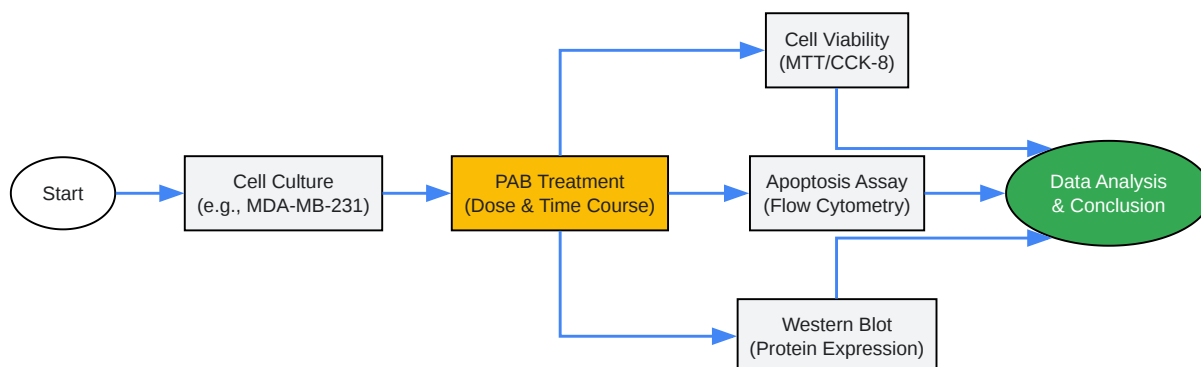 Start
Cell Culture
(e.g., MDA-MB-231)
PAB Treatment
(Dose & Time Course)
Cell Viability
(MTT/CCK-8)
Apoptosis Assay
(Flow Cytometry)
Western Blot
(Protein Expression)
Data Analysis
& Conclusion